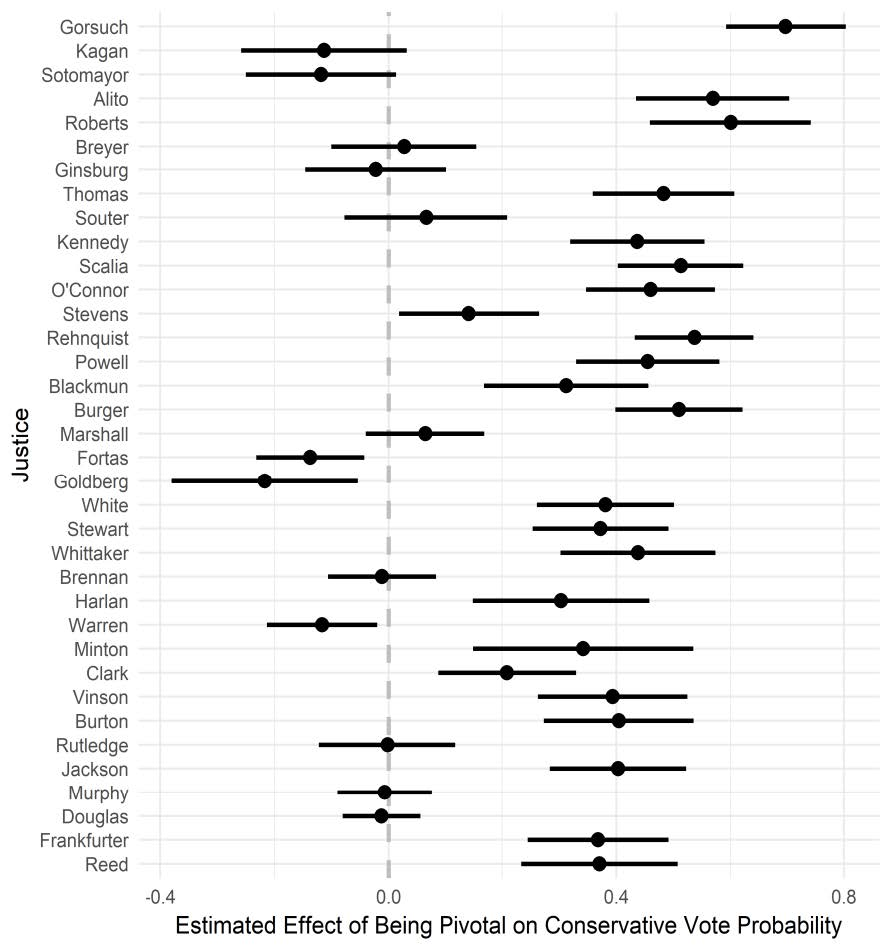 Gorsuch
Kagan
Sotomayor
Alito
Roberts
Breyer
Ginsburg
Thomas
Souter
Kennedy
Scalia
O'Connor
Stevens
Rehnquist
Powell
Blackmun
Burger
Marshall
Fortas
Goldberg
White
Stewart
Whittaker
Brennan
Harlan
Warren
Minton
Clark
Vinson
Burton
Rutledge
Jackson
Murphy
Douglas
Frankfurter
Reed
Justice
-0.4 0.0 0.4 0.8
Estimated Effect of Being Pivotal on Conservative Vote Probability